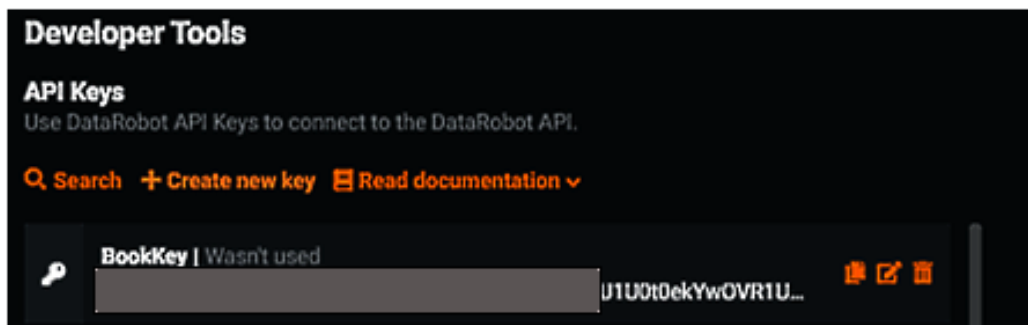 Developer Tools
API Keys
Use DataRobot API Keys to connect to the DataRobot API.
Search Create new key Read documentation
BookKey | Wasn't used
U1U0t0ekYwOVR1U...